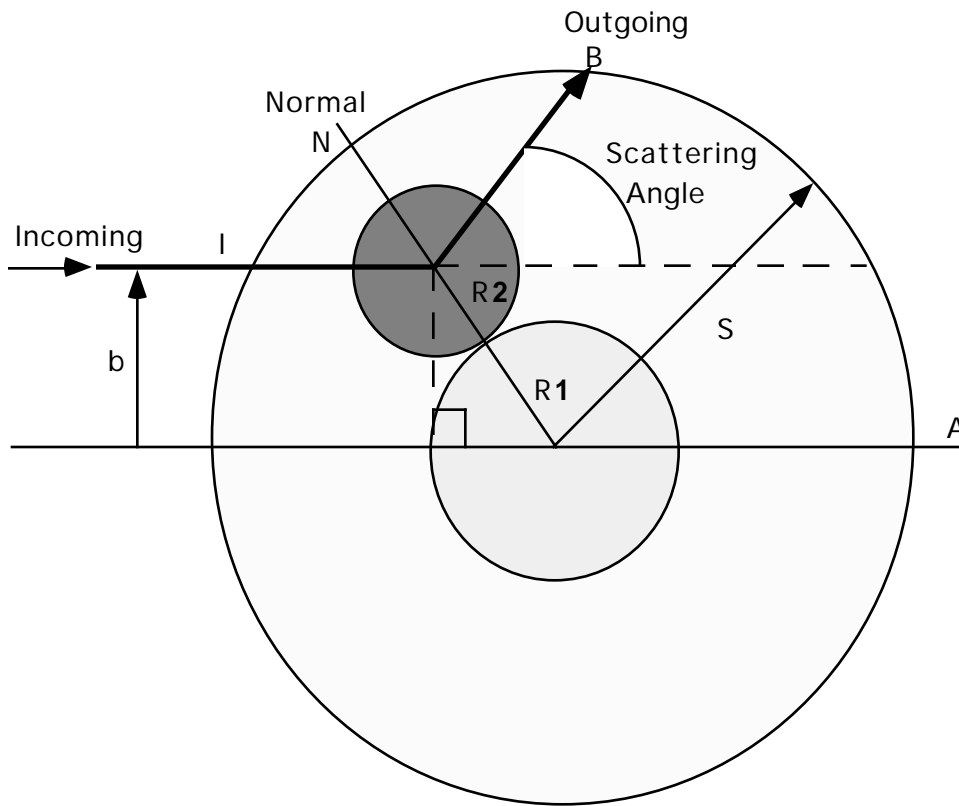 Outgoing
B
Normal
N
Scattering
Angle
Incoming
I
R2
S
b
R1
A